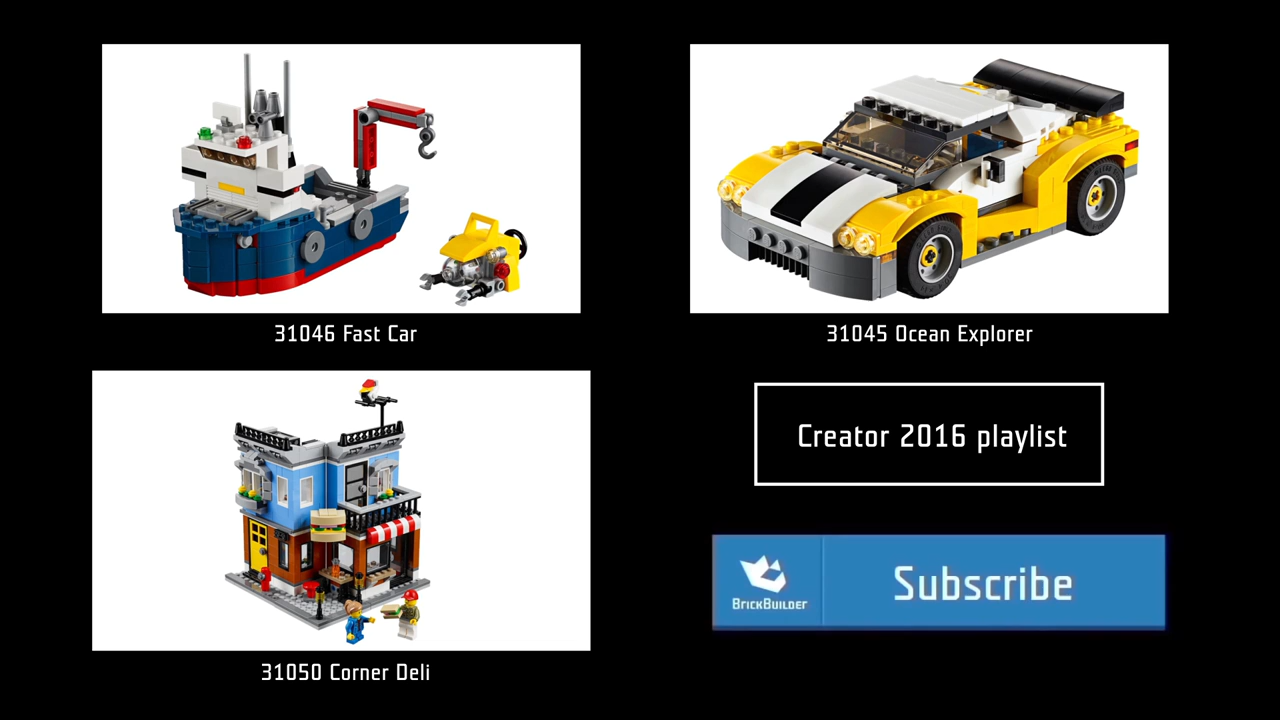 31046 Fast Car
31045 Ocean Explorer
31050 Corner Deli
Creator 2016 playlist
BrickBuilder
Subscribe